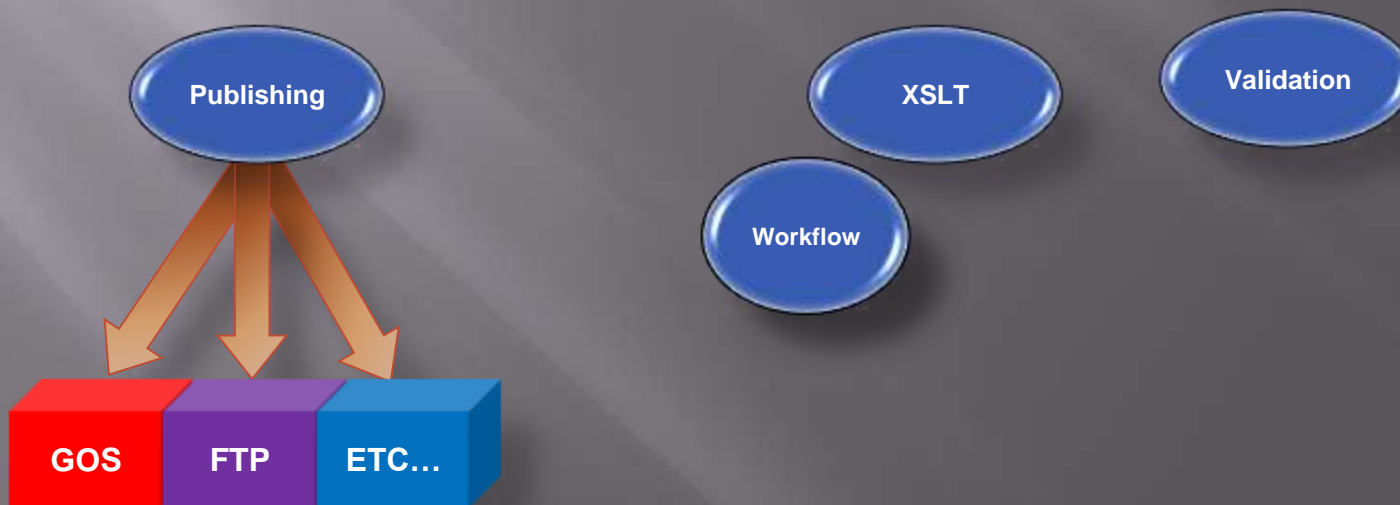 Publishing
XSLT
Validation
Workflow
GOS
FTP
ETC…